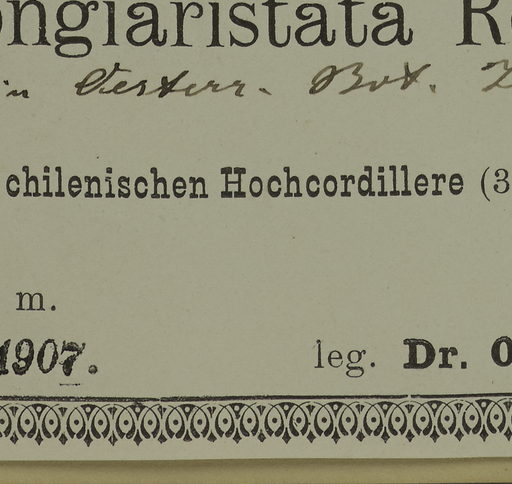 ongiaristata R
in Oesterr. Bot. Z
chilenischen Hochcordillere (3
m.
1907.
leg. Dr. O